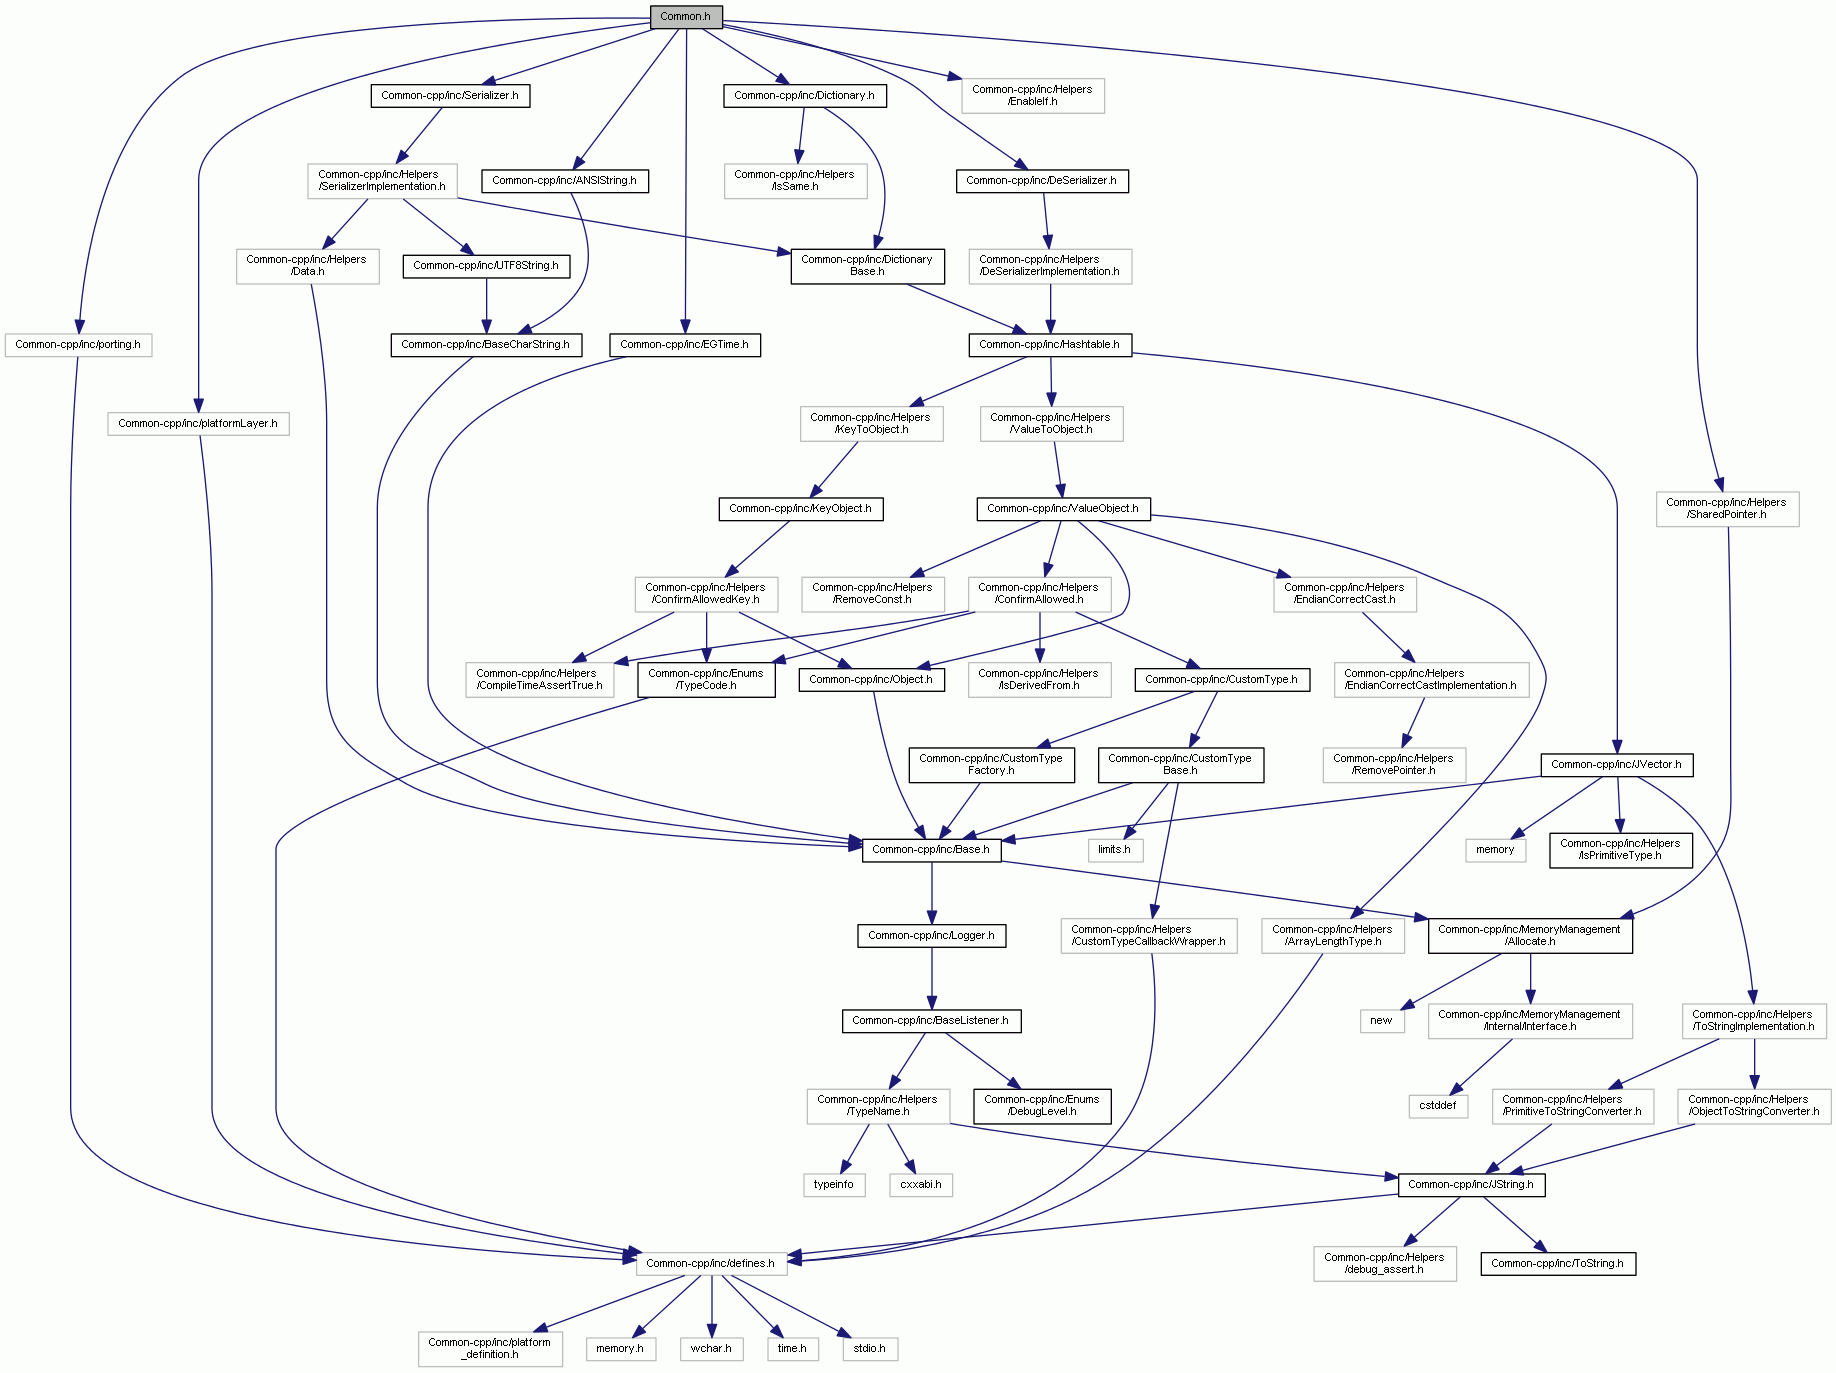 Common.h
Common-cpp/inc/Serializer.h
Common-cpp/inc/Dictionary.h
Common-cpp/inc/Helpers
/EnableIf.h
Common-cpp/inc/Helpers
/SerializerImplementation.h
Common-cpp/inc/ANSIString.h
Common-cpp/inc/Helpers
/IsSame.h
Common-cpp/inc/DeSerializer.h
Common-cpp/inc/Helpers
/Data.h
Common-cpp/inc/UTF8String.h
Common-cpp/inc/Dictionary
Base.h
Common-cpp/inc/Helpers
/DeSerializerImplementation.h
Common-cpp/inc/porting.h
Common-cpp/inc/BaseCharString.h
Common-cpp/inc/EGTime.h
Common-cpp/inc/Hashtable.h
Common-cpp/inc/platformLayer.h
Common-cpp/inc/Helpers
/KeyToObject.h
Common-cpp/inc/Helpers
/ValueToObject.h
Common-cpp/inc/KeyObject.h
Common-cpp/inc/ValueObject.h
Common-cpp/inc/Helpers
/SharedPointer.h
Common-cpp/inc/Helpers
/ConfirmAllowedKey.h
Common-cpp/inc/Helpers
/RemoveConst.h
Common-cpp/inc/Helpers
/ConfirmAllowed.h
Common-cpp/inc/Helpers
/EndianCorrectCast.h
Common-cpp/inc/Helpers
/CompileTimeAssertTrue.h
Common-cpp/inc/Enums
/TypeCode.h
Common-cpp/inc/Object.h
Common-cpp/inc/Helpers
/IsDerivedFrom.h
Common-cpp/inc/CustomType.h
Common-cpp/inc/Helpers
/EndianCorrectCastImplementation.h
Common-cpp/inc/CustomType
Factory.h
Common-cpp/inc/CustomType
Base.h
Common-cpp/inc/Helpers
/RemovePointer.h
Common-cpp/inc/JVector.h
Common-cpp/inc/Base.h
limits.h
memory
Common-cpp/inc/Helpers
/IsPrimitiveType.h
Common-cpp/inc/Logger.h
Common-cpp/inc/Helpers
/CustomTypeCallbackWrapper.h
Common-cpp/inc/Helpers
/ArrayLengthType.h
Common-cpp/inc/MemoryManagement
/Allocate.h
Common-cpp/inc/BaseListener.h
new
Common-cpp/inc/MemoryManagement
/Internal/Interface.h
Common-cpp/inc/Helpers
/ToStringImplementation.h
Common-cpp/inc/Helpers
/TypeName.h
Common-cpp/inc/Enums
/DebugLevel.h
cstddef
Common-cpp/inc/Helpers
/PrimitiveToStringConverter.h
Common-cpp/inc/Helpers
/ObjectToStringConverter.h
typeinfo
cxxabi.h
Common-cpp/inc/JString.h
Common-cpp/inc/defines.h
Common-cpp/inc/Helpers
/debug_assert.h
Common-cpp/inc/ToString.h
Common-cpp/inc/platform
_definition.h
memory.h
wchar.h
time.h
stdio.h